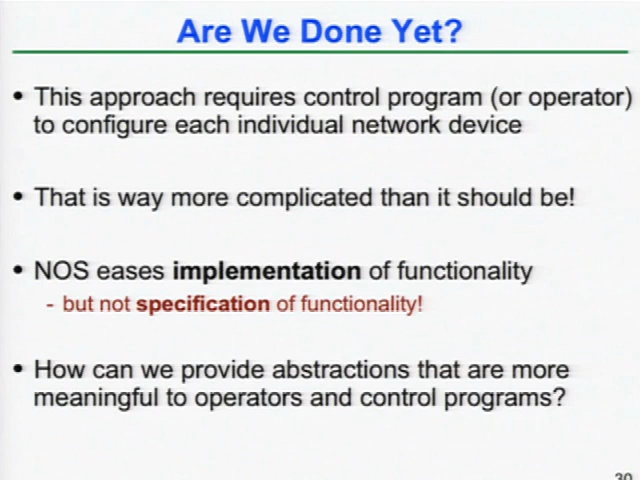 Are We Done Yet?
• This approach requires control program (or operator)
to configure each individual network device
• That is way more complicated than it should be!
• NOS eases implementation of functionality
- but not specification of functionality!
• How can we provide abstractions that are more
meaningful to operators and control programs?
30